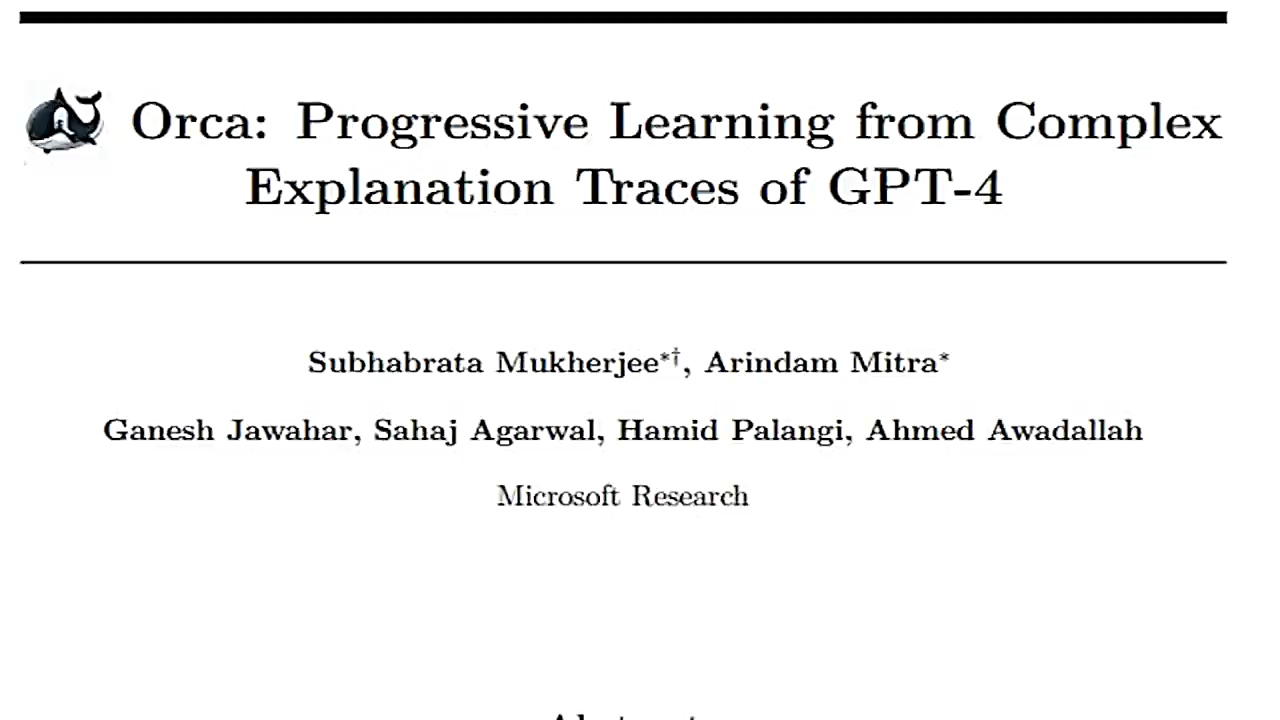 Orca: Progressive Learning from Complex
Explanation Traces of GPT-4
Subhabrata Mukherjee*†, Arindam Mitra*
Ganesh Jawahar, Sahaj Agarwal, Hamid Palangi, Ahmed Awadallah
Microsoft Research